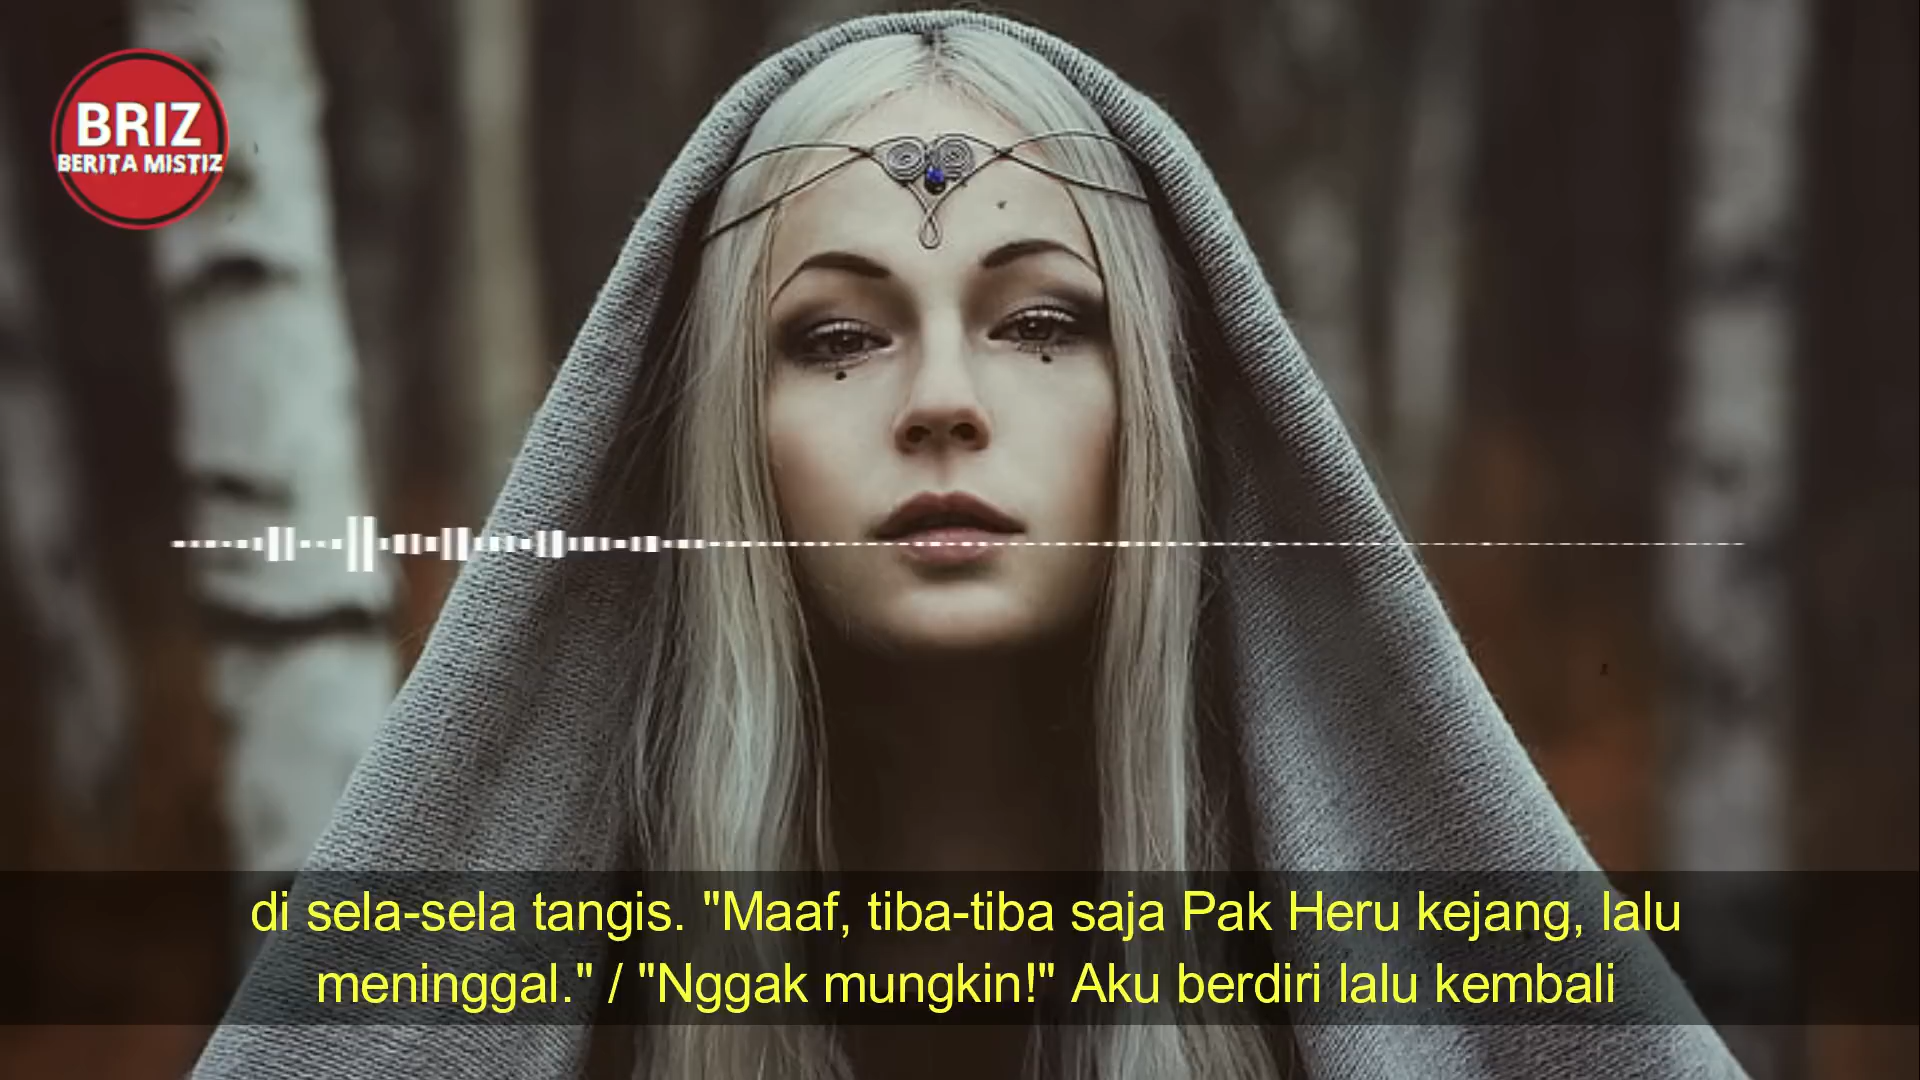 BRIZ
BERITA MISTIZ
di sela-sela tangis. "Maaf, tiba-tiba saja Pak Heru kejang, lalu
meninggal." / "Nggak mungkin!" Aku berdiri lalu kembali